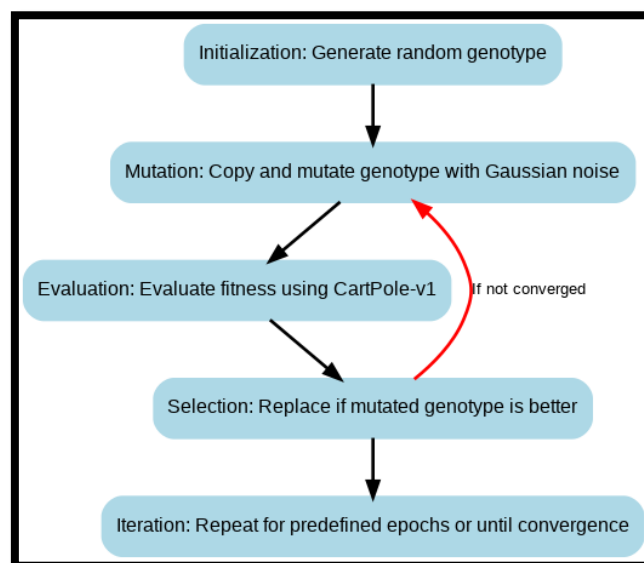 Initialization: Generate random genotype
Mutation: Copy and mutate genotype with Gaussian noise
Evaluation: Evaluate fitness using CartPole-v1
If not converged
Selection: Replace if mutated genotype is better
Iteration: Repeat for predefined epochs or until convergence